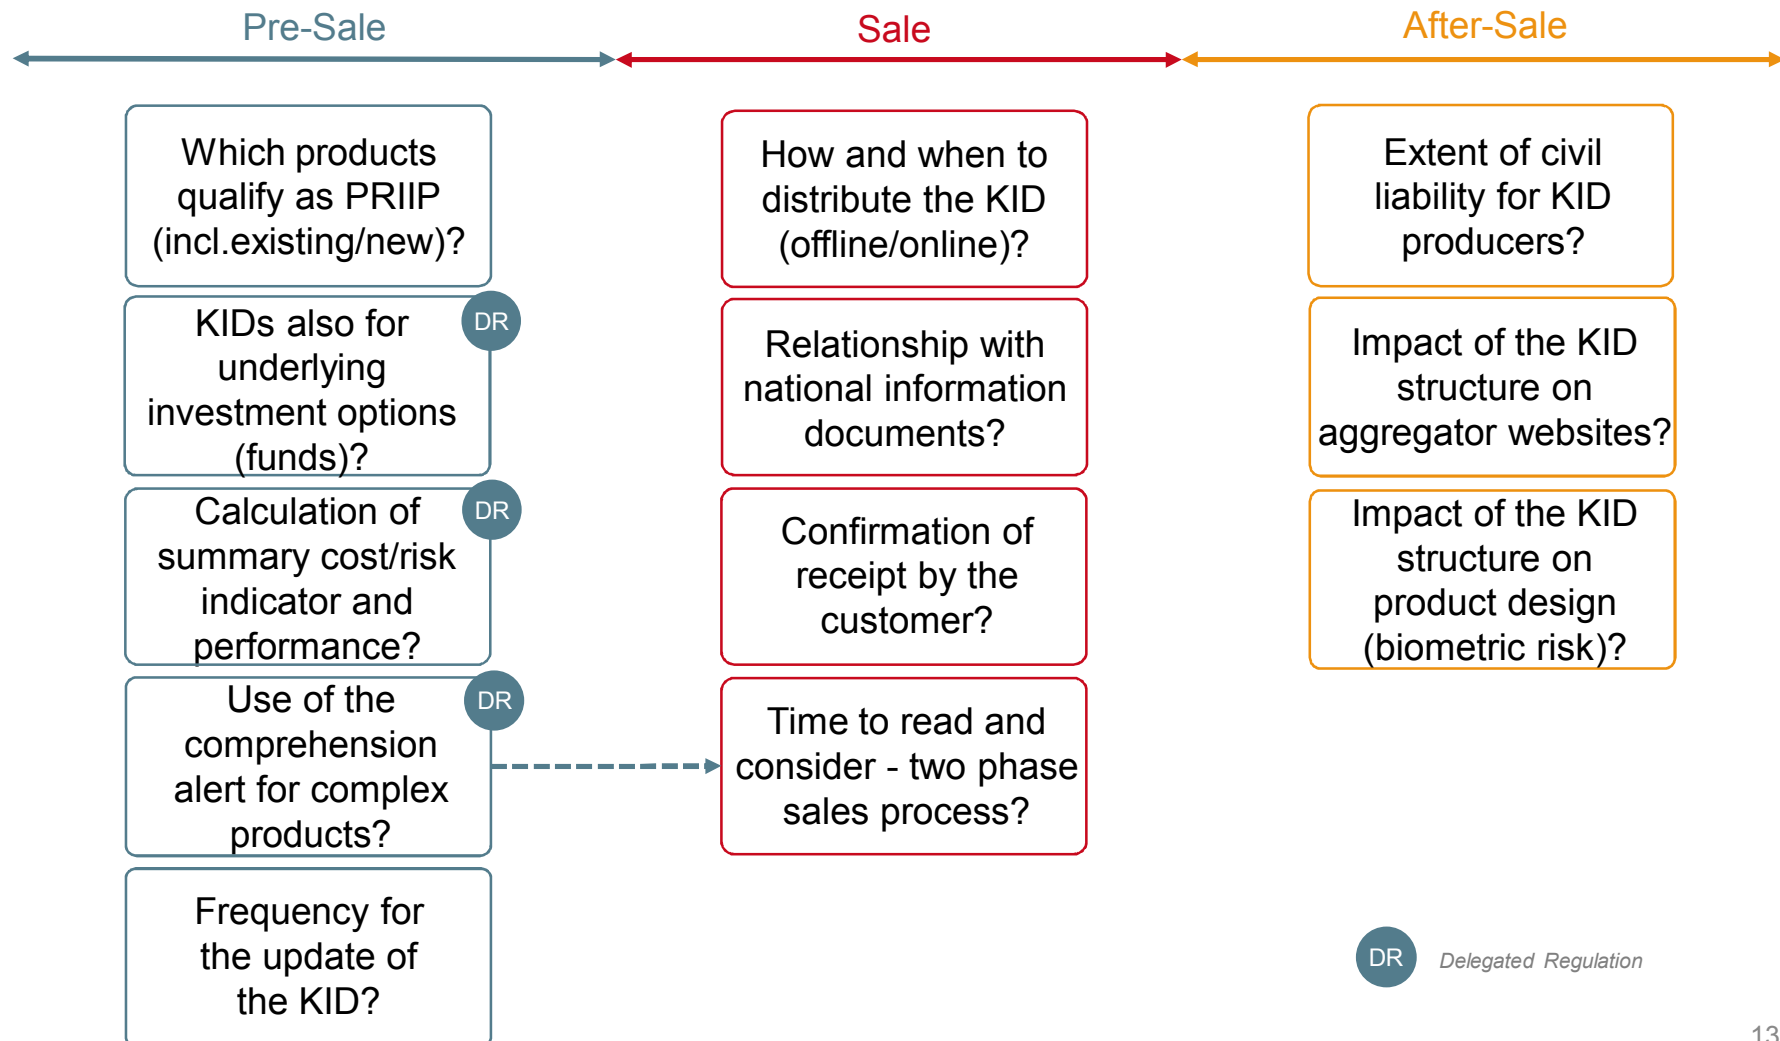 Pre-Sale
Sale
After-Sale
Which products
qualify as PRIIP
(incl.existing/new)?
KIDs also for
underlying
investment options
(funds)?
DR
Calculation of
summary cost/risk
indicator and
performance?
DR
Use of the
comprehension
alert for complex
products?
DR
Frequency for
the update of
the KID?
How and when to
distribute the KID
(offline/online)?
Relationship with
national information
documents?
Confirmation of
receipt by the
customer?
Time to read and
consider - two phase
sales process?
Extent of civil
liability for KID
producers?
Impact of the KID
structure on
aggregator websites?
Impact of the KID
structure on
product design
(biometric risk)?
DR
Delegated Regulation
13